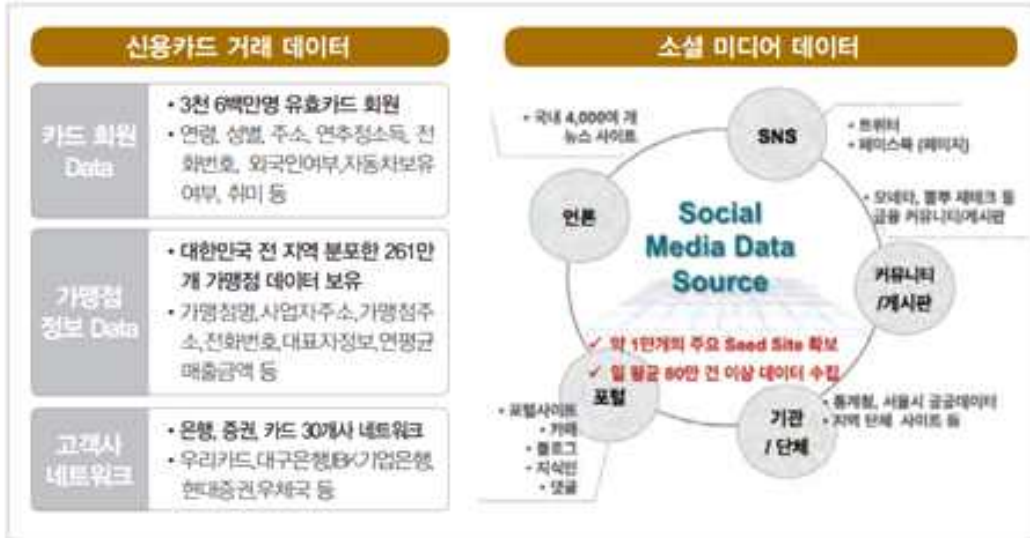 신용카드 거래 데이터
카드 회원
Data
• 3천 6백만명 유효카드 회원
• 연령, 성별, 주소, 연추정소득, 전
화번호, 외국인여부,자동차보유
여부, 취미 등
가맹점
정보 Data
• 대한민국 전 지역 분포한 261만
개 가맹점 데이터 보유
• 가맹점명,사업자주소,가맹점주
소,전화번호,대표자정보,연평균
매출금액 등
고객사
네트워크
• 은행, 증권, 카드 30개사 네트워크
• 우리카드,대구은행,IBK기업은행,
현대증권,우체국 등
소셜 미디어 데이터
• 국내 4,000여 개
뉴스 사이트
SNS
• 트위터
• 페이스북 (페이지)
언론
Social
Media Data
Source
• 모네타, 뽐뿌 재테크 등
금융 커뮤니티/게시판
커뮤니티
/게시판
✓ 약 1만개의 주요 Seed Site 확보
✓ 일 평균 80만 건 이상 데이터 수집
포털
• 포털사이트
• 카페
• 블로그
• 지식인
• 댓글
기관
/ 단체
• 통계청, 서울시 공공데이터
• 지역 단체 사이트 등